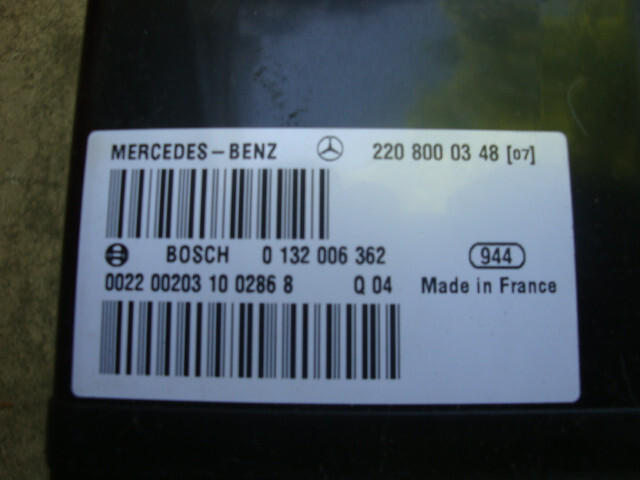 MERCEDES-BENZ 220 800 03 48 [07]
BOSCH 0 132 006 362 944
0022 00203 10 0286 8 Q 04 Made in France